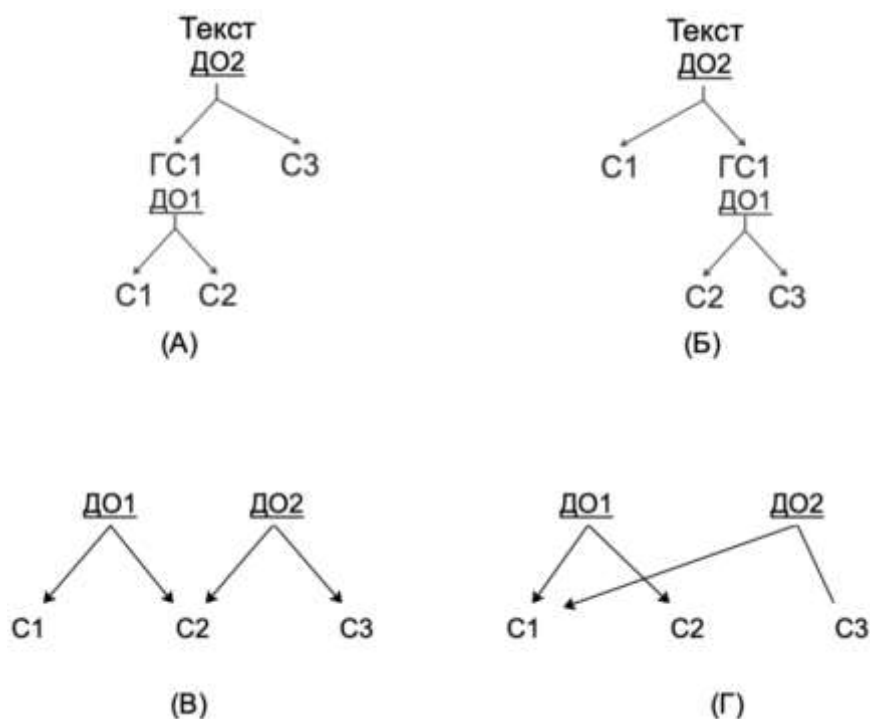 Текст Текст
ДО2 ДО2
ГС1 С3 С1 ГС1
ДО1 ДО1
С1 С2 С2 С3
(А) (Б)
ДО1 ДО2 ДО1 ДО2
С1 С2 С3 С1 С2 С3
(В) (Г)